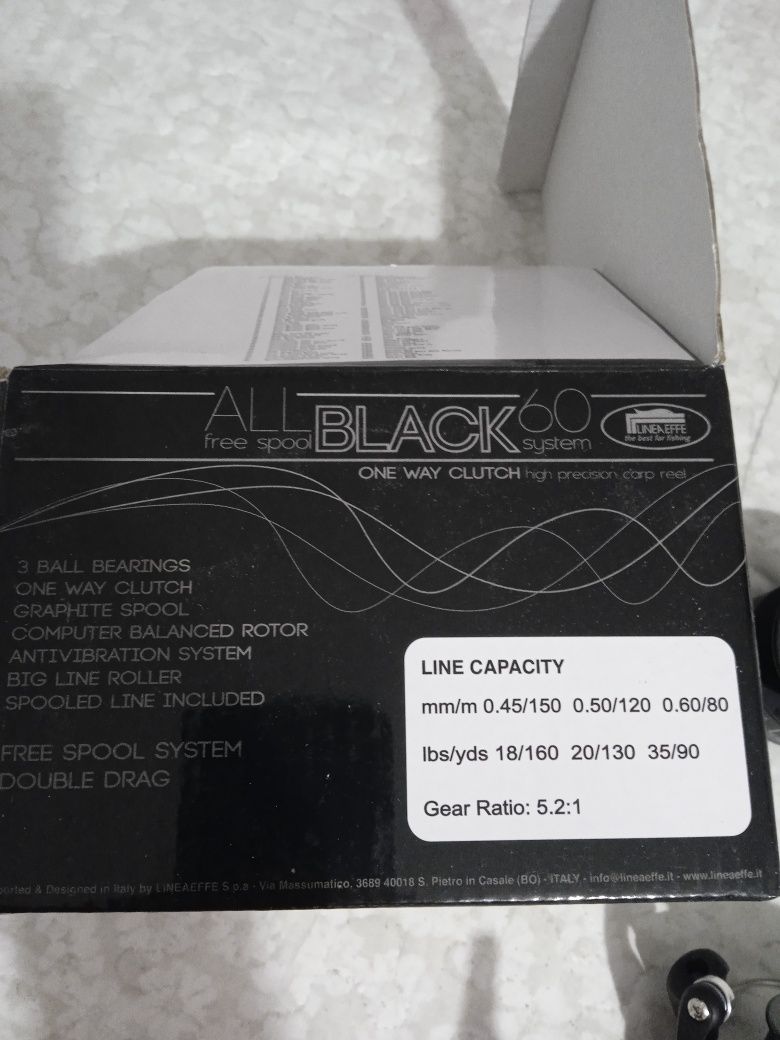 ALL BLACK 60
free spool system
LINEAEFFE
the best for fishing
ONE WAY CLUTCH high precision carp reel
3 BALL BEARINGS
ONE WAY CLUTCH
GRAPHITE SPOOL
COMPUTER BALANCED ROTOR
ANTIVIBRATION SYSTEM
BIG LINE ROLLER
SPOOLED LINE INCLUDED
FREE SPOOL SYSTEM
DOUBLE DRAG
LINE CAPACITY
mm/m 0.45/150 0.50/120 0.60/80
lbs/yds 18/160 20/130 35/90
Gear Ratio: 5.2:1
ported & Designed in Italy by LINEAEFFE S.p.a - Via Massumatico, 3689 40018 S. Pietro in Casale (BO) - ITALY - info@lineaeffe.it - www.lineaeffe.it